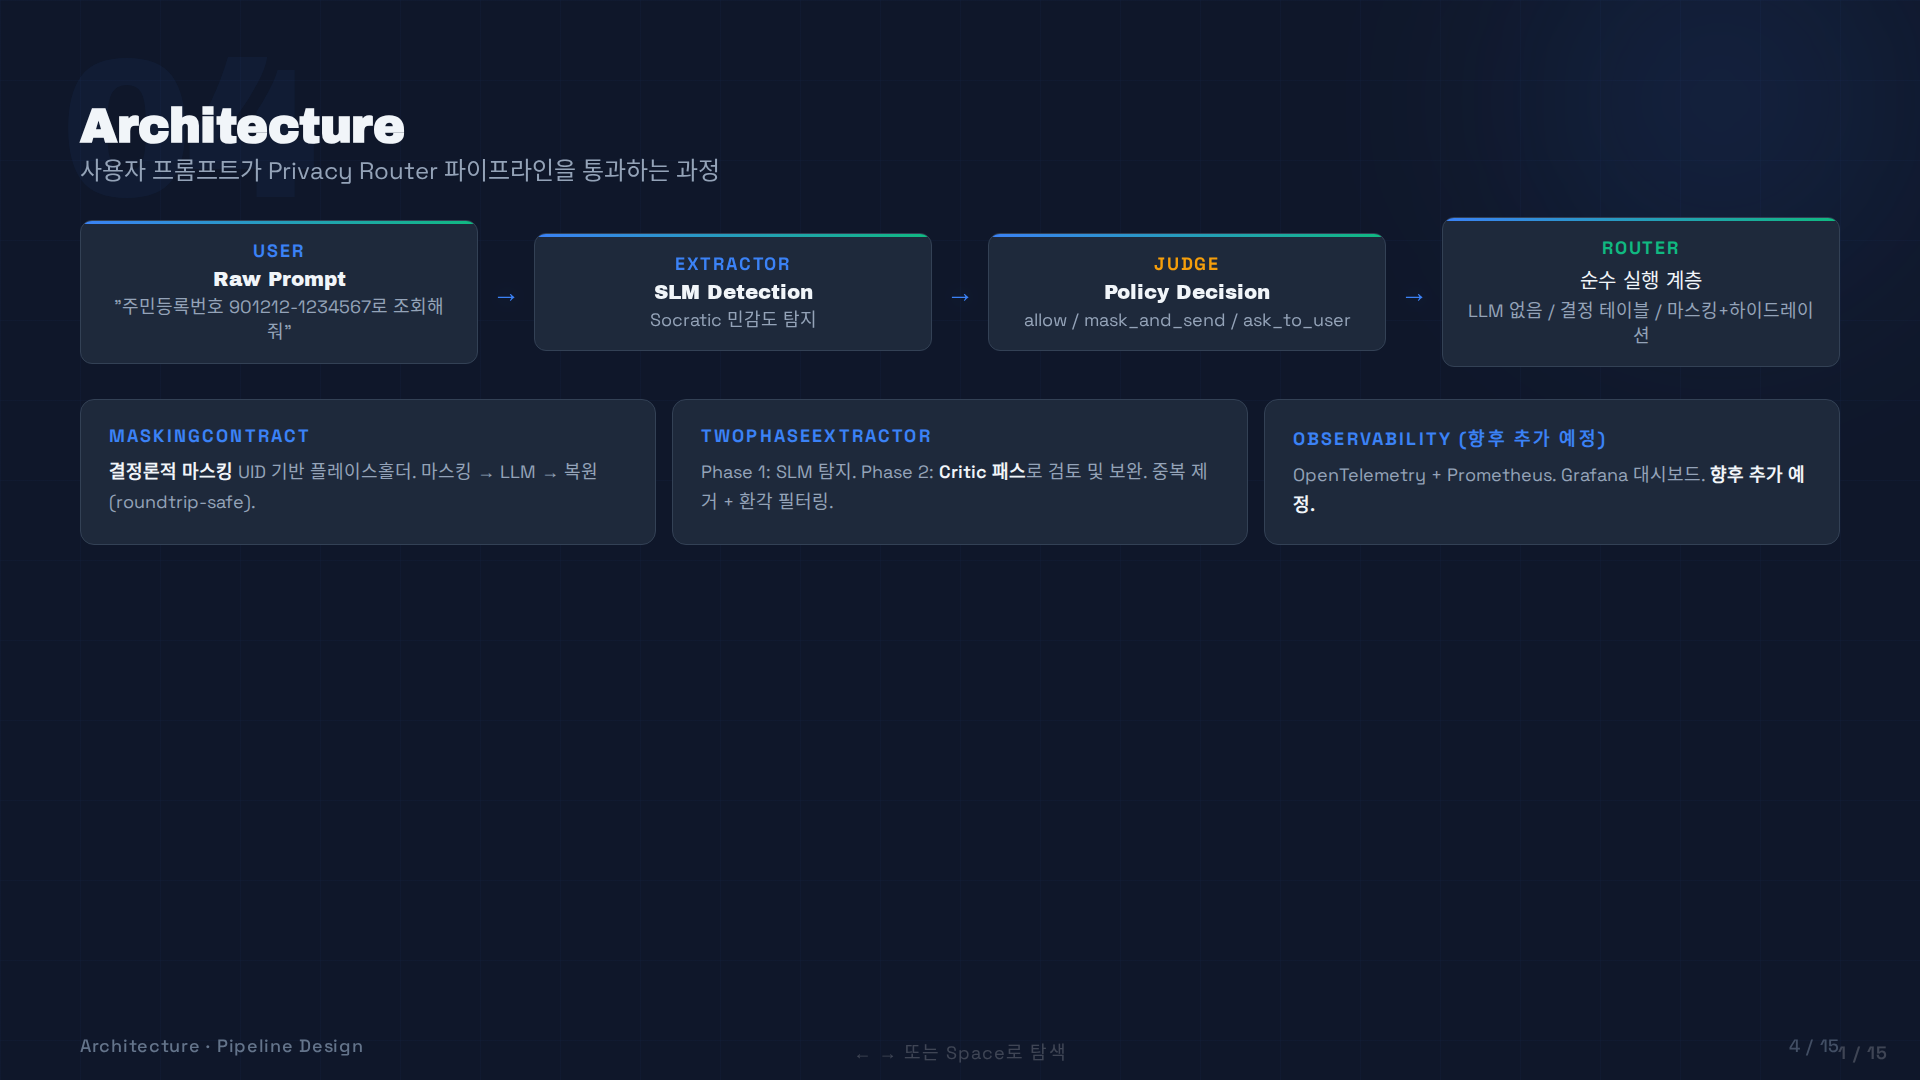 04
Architecture
사용자 프롬프트가 Privacy Router 파이프라인을 통과하는 과정
USER
Raw Prompt
"주민등록번호 901212-1234567로 조회해
줘"
→
EXTRACTOR
SLM Detection
Socratic 민감도 탐지
→
JUDGE
Policy Decision
allow / mask_and_send / ask_to_user
→
ROUTER
순수 실행 계층
LLM 없음 / 결정 테이블 / 마스킹+하이드레이
션
MASKINGCONTRACT
결정론적 마스킹 UID 기반 플레이스홀더. 마스킹 → LLM → 복원
(roundtrip-safe).
TWOPHASEEXTRACTOR
Phase 1: SLM 탐지. Phase 2: Critic 패스로 검토 및 보완. 중복 제
거 + 환각 필터링.
OBSERVABILITY (향후 추가 예정)
OpenTelemetry + Prometheus. Grafana 대시보드. 향후 추가 예
정.
Architecture · Pipeline Design
← → 또는 Space로 탐색
4 / 15
1 / 15